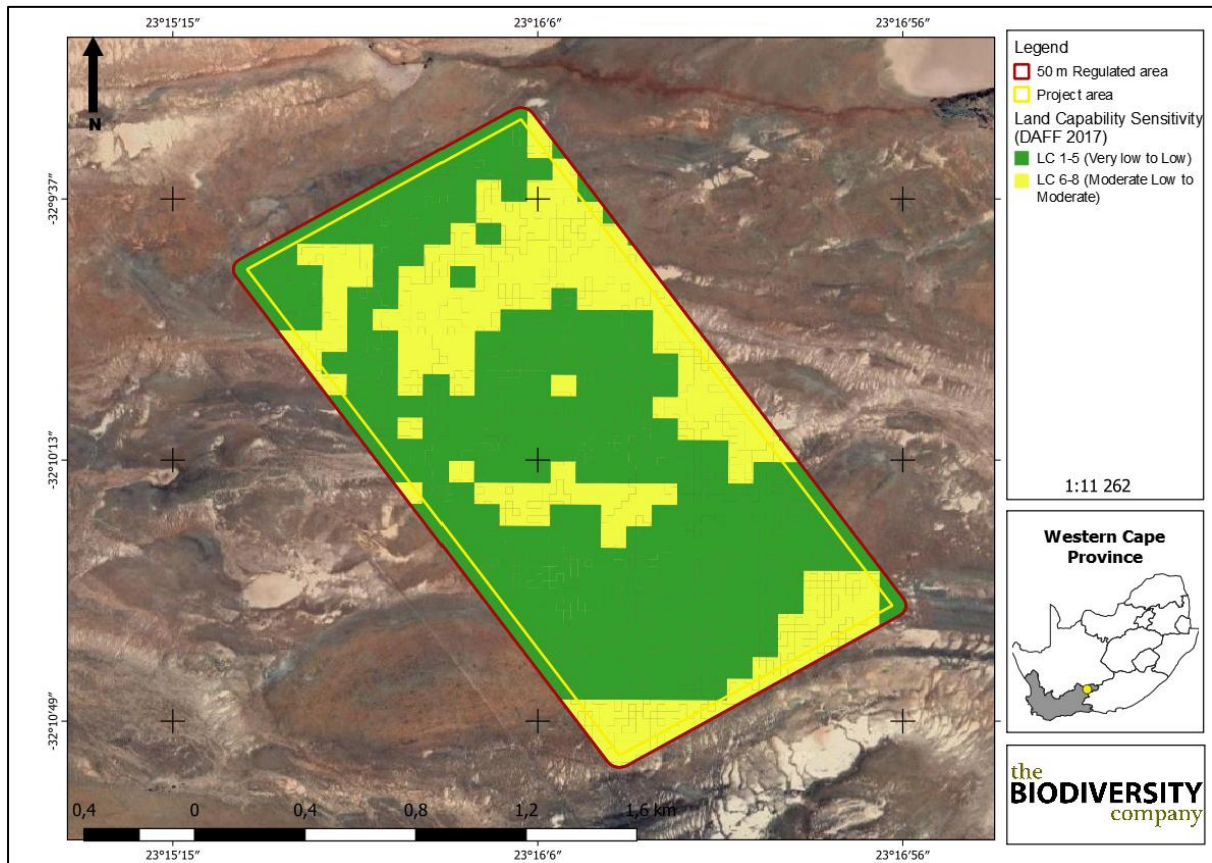 23°15′15″ 23°16′6″ 23°16′56″
N
-32°9′37″
-32°10′13″
-32°10′49″
0,4 0 0,4 0,8 1,2 1,6 km
23°15′15″ 23°16′6″ 23°16′56″
Legend
50 m Regulated area
Project area
Land Capability Sensitivity
(DAFF 2017)
LC 1-5 (Very low to Low)
LC 6-8 (Moderate Low to
Moderate)
1:11 262
Western Cape
Province
the
BIODIVERSITY
company